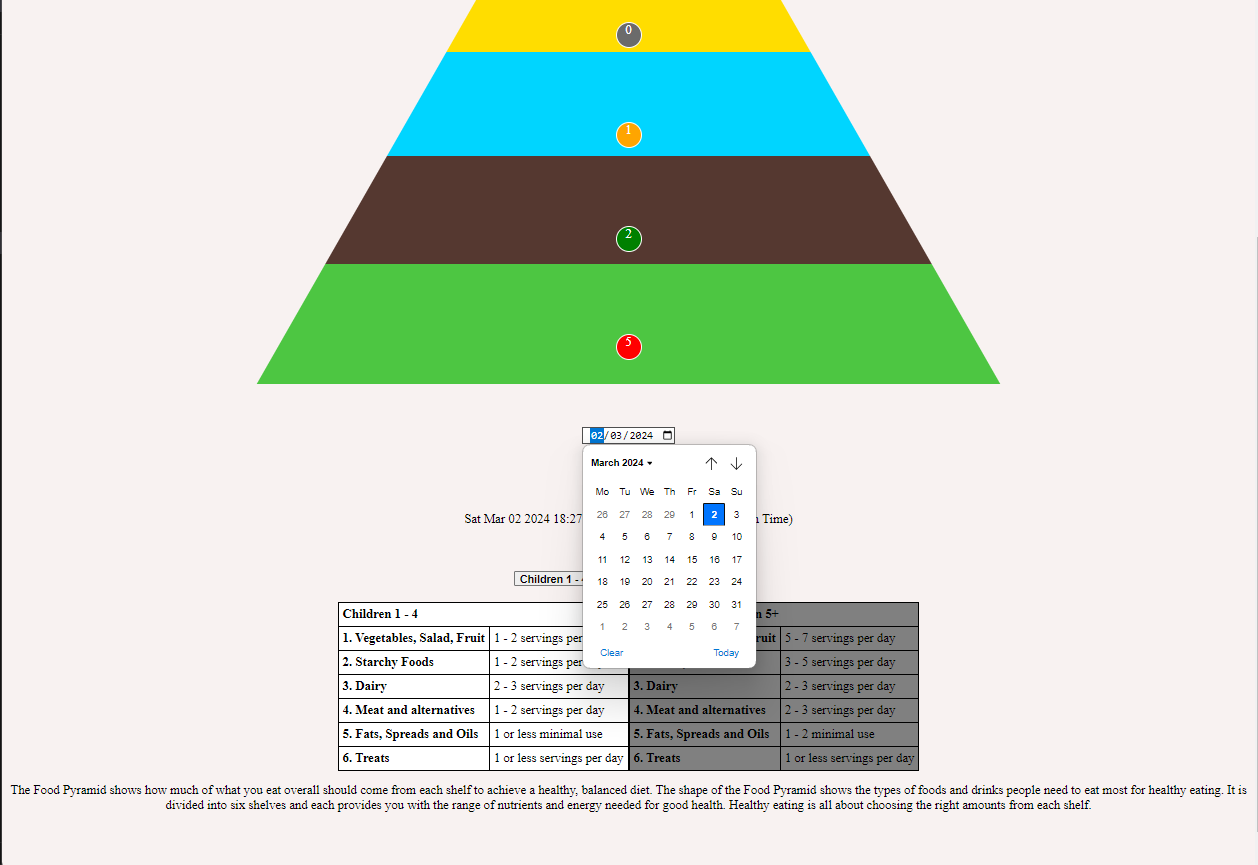 0
1
2
5
02/03/2024
March 2024
Mo Tu We Th Fr Sa Su
26 27 28 29 1 2 3
4 5 6 7 8 9 10
11 12 13 14 15 16 17
18 19 20 21 22 23 24
25 26 27 28 29 30 31
1 2 3 4 5 6 7
Clear Today
Sat Mar 02 2024 18:27 Time)
Children 1 -
Children 1 - 4 5+
1. Vegetables, Salad, Fruit 1 - 2 servings per 5 - 7 servings per day
2. Starchy Foods 1 - 2 servings per 3 - 5 servings per day
3. Dairy 2 - 3 servings per day 3. Dairy 2 - 3 servings per day
4. Meat and alternatives 1 - 2 servings per day 4. Meat and alternatives 2 - 3 servings per day
5. Fats, Spreads and Oils 1 or less minimal use 5. Fats, Spreads and Oils 1 - 2 minimal use
6. Treats 1 or less servings per day 6. Treats 1 or less servings per day
The Food Pyramid shows how much of what you eat overall should come from each shelf to achieve a healthy, balanced diet. The shape of the Food Pyramid shows the types of foods and drinks people need to eat most for healthy eating. It is
divided into six shelves and each provides you with the range of nutrients and energy needed for good health. Healthy eating is all about choosing the right amounts from each shelf.